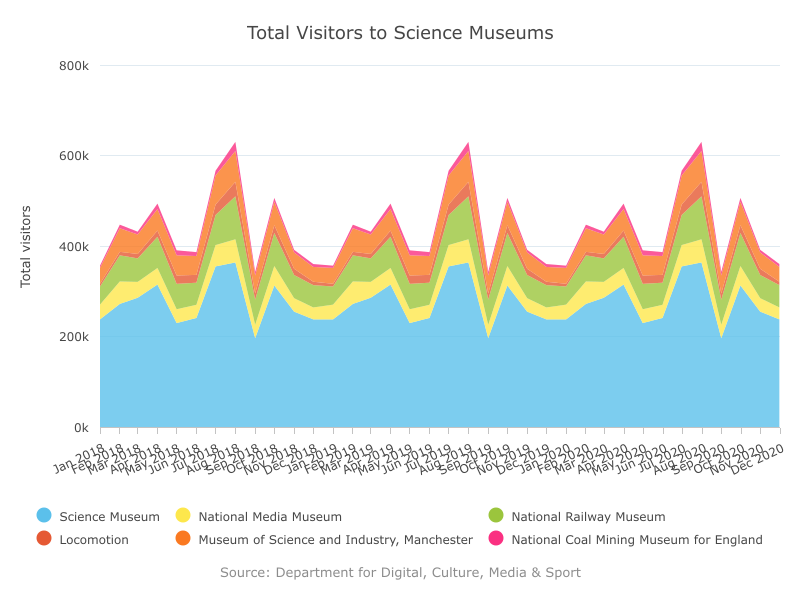 Total Visitors to Science Museums
Total visitors
800k
600k
400k
200k
0k
Jan 2018
Feb 2018
Mar 2018
Apr 2018
May 2018
Jun 2018
Jul 2018
Aug 2018
Sep 2018
Oct 2018
Nov 2018
Dec 2018
Jan 2019
Feb 2019
Mar 2019
Apr 2019
May 2019
Jun 2019
Jul 2019
Aug 2019
Sep 2019
Oct 2019
Nov 2019
Dec 2019
Jan 2020
Feb 2020
Mar 2020
Apr 2020
May 2020
Jun 2020
Jul 2020
Aug 2020
Sep 2020
Oct 2020
Nov 2020
Dec 2020
Science Museum
National Media Museum
National Railway Museum
Locomotion
Museum of Science and Industry, Manchester
National Coal Mining Museum for England
Source: Department for Digital, Culture, Media & Sport